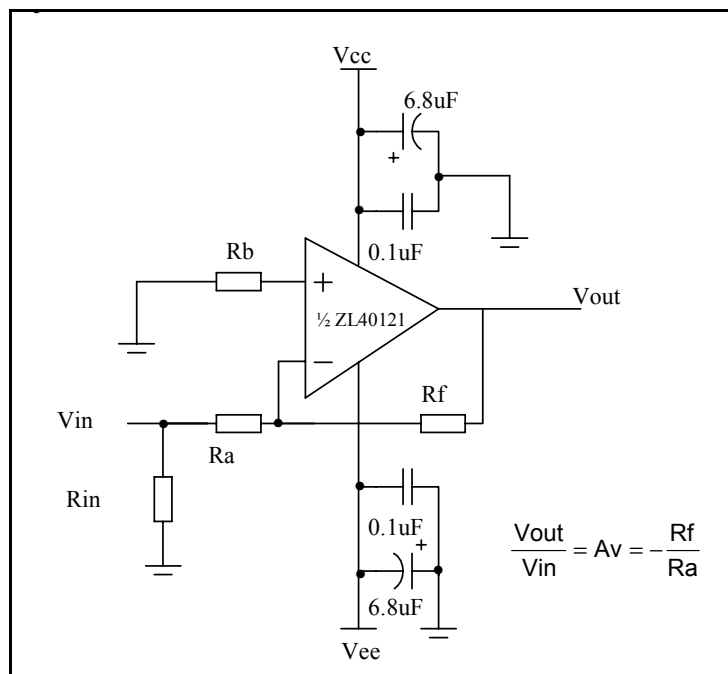 Vcc
6.8uF
+
0.1uF
Rb
+
½ ZL40121
Vout
−
Rf
Vin
Ra
Rin
0.1uF
+
6.8uF
Vee
Vout/Vin = Av = −Rf/Ra